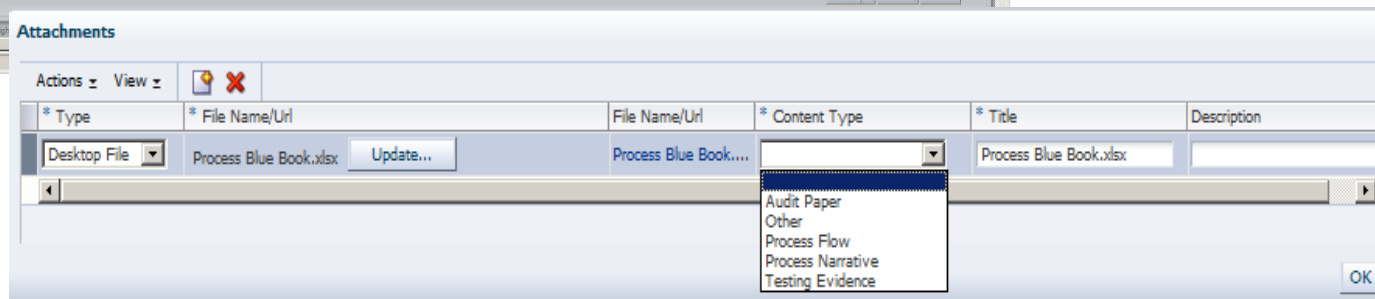 Attachments
Actions View
* Type * File Name/Url File Name/Url * Content Type * Title Description
Desktop File Process Blue Book.xlsx Update... Process Blue Book.... Process Blue Book.xlsx
Audit Paper
Other
Process Flow
Process Narrative
Testing Evidence
OK